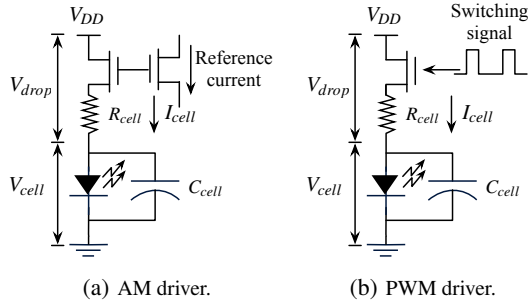 V_DD
Reference
current
V_drop
R_cell
I_cell
V_cell
C_cell
(a) AM driver.
V_DD
Switching
signal
V_drop
R_cell
I_cell
V_cell
C_cell
(b) PWM driver.